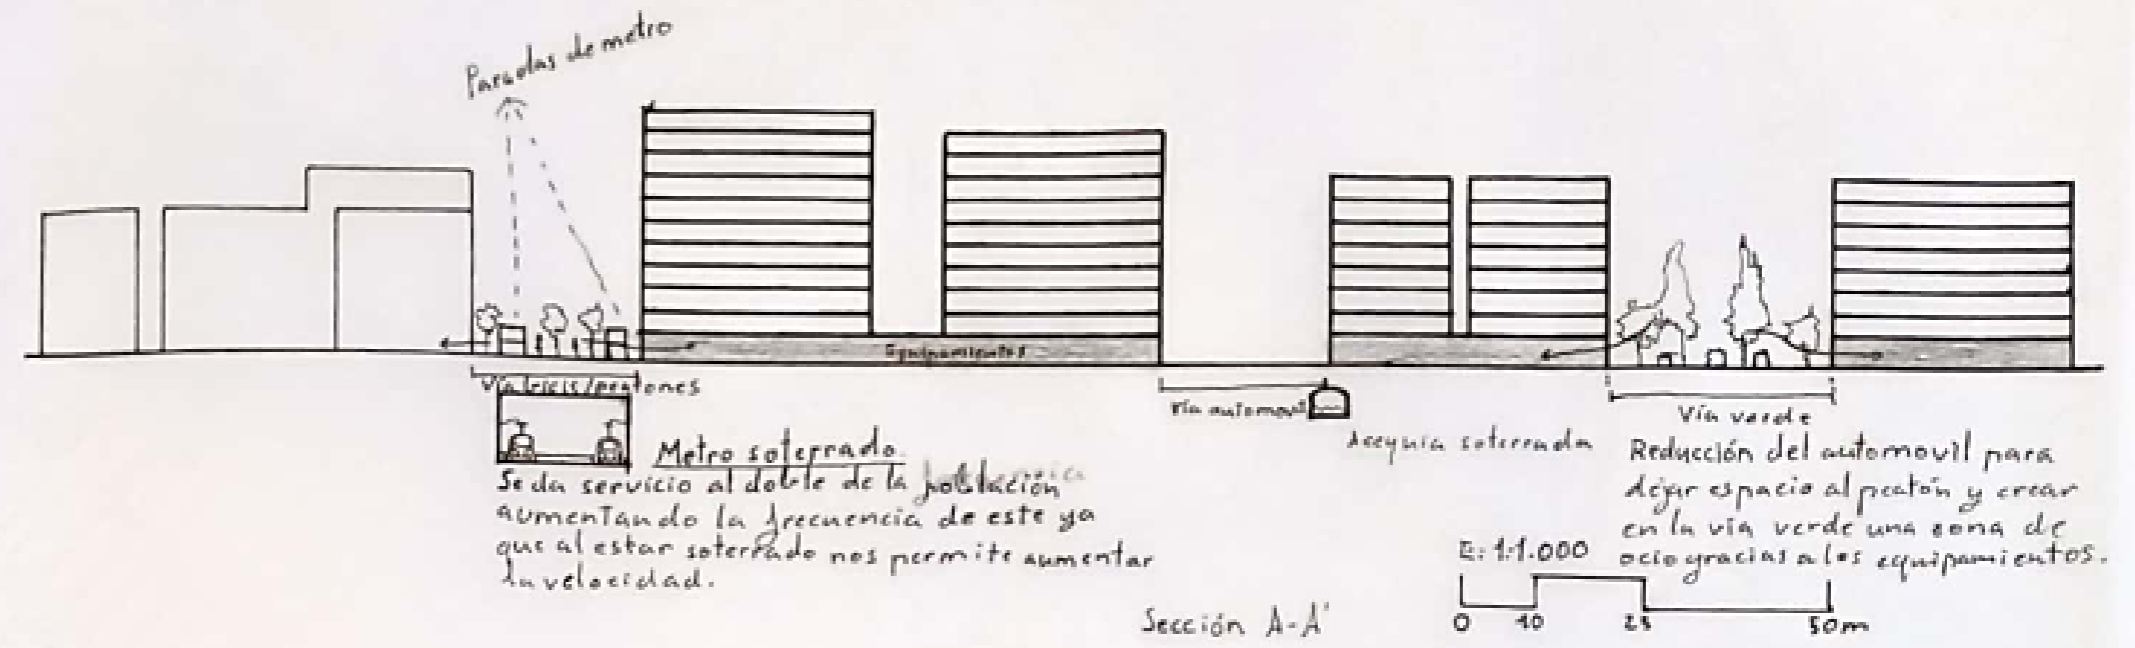 Paradas de metro
Equipamientos
Vía bicis/peatones
Vía automovil
Vía verde
Acequia soterrada
Metro soterrado.
Se da servicio al doble de la población
aumentando la frecuencia de este ya
que al estar soterrado nos permite aumentar
la velocidad.
Reducción del automovil para
dejar espacio al peatón y crear
en la vía verde una zona de
ocio gracias a los equipamientos.
E: 1:1.000
0 10 25 50m
Sección A-A'